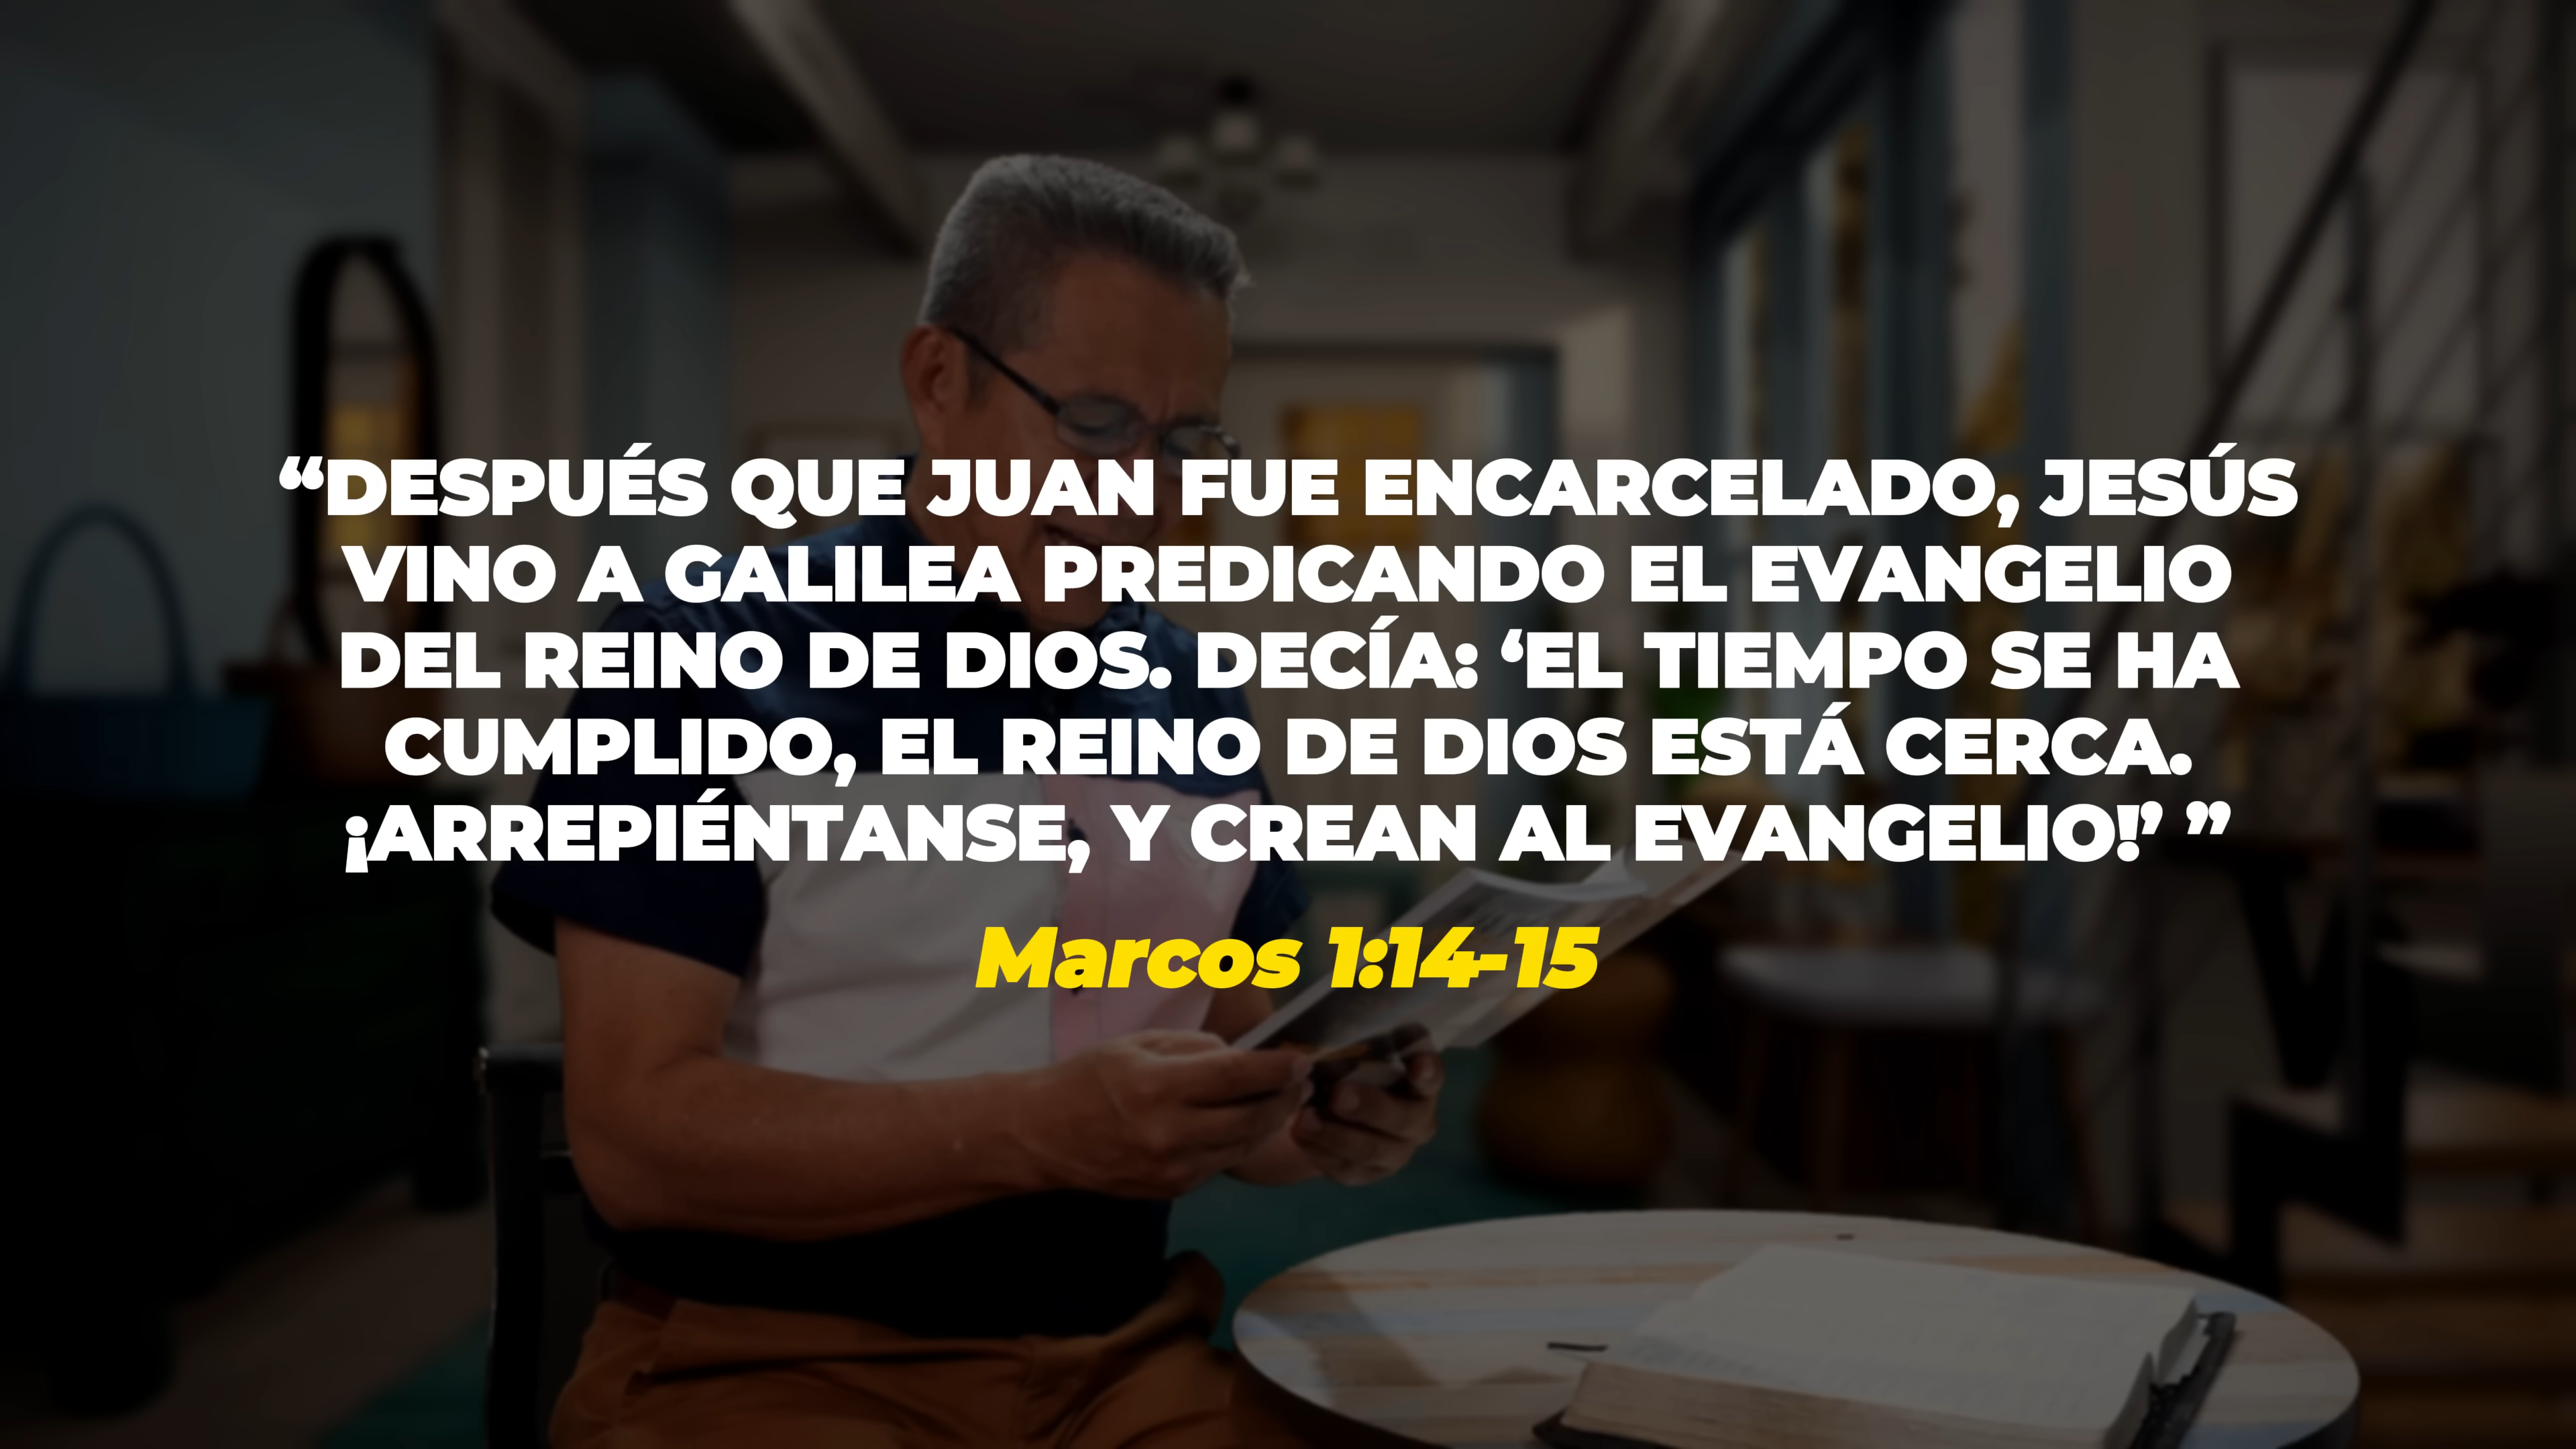 “DESPUÉS QUE JUAN FUE ENCARCELADO, JESÚS
VINO A GALILEA PREDICANDO EL EVANGELIO
DEL REINO DE DIOS. DECÍA: ‘EL TIEMPO SE HA
CUMPLIDO, EL REINO DE DIOS ESTÁ CERCA.
¡ARREPIÉNTANSE, Y CREAN AL EVANGELIO!’ ”
Marcos 1:14-15